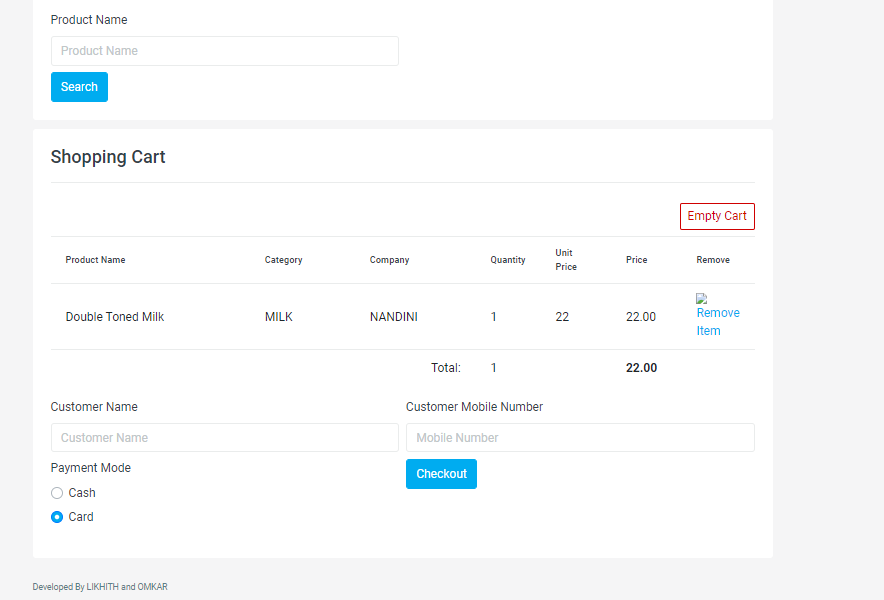 Product Name
Product Name
Search
Shopping Cart
Empty Cart
Product Name Category Company Quantity Unit Price Price Remove
Double Toned Milk MILK NANDINI 1 22 22.00 Remove Item
Total: 1 22.00
Customer Name Customer Mobile Number
Customer Name Mobile Number
Payment Mode Checkout
Cash
Card
Developed By LIKHITH and OMKAR